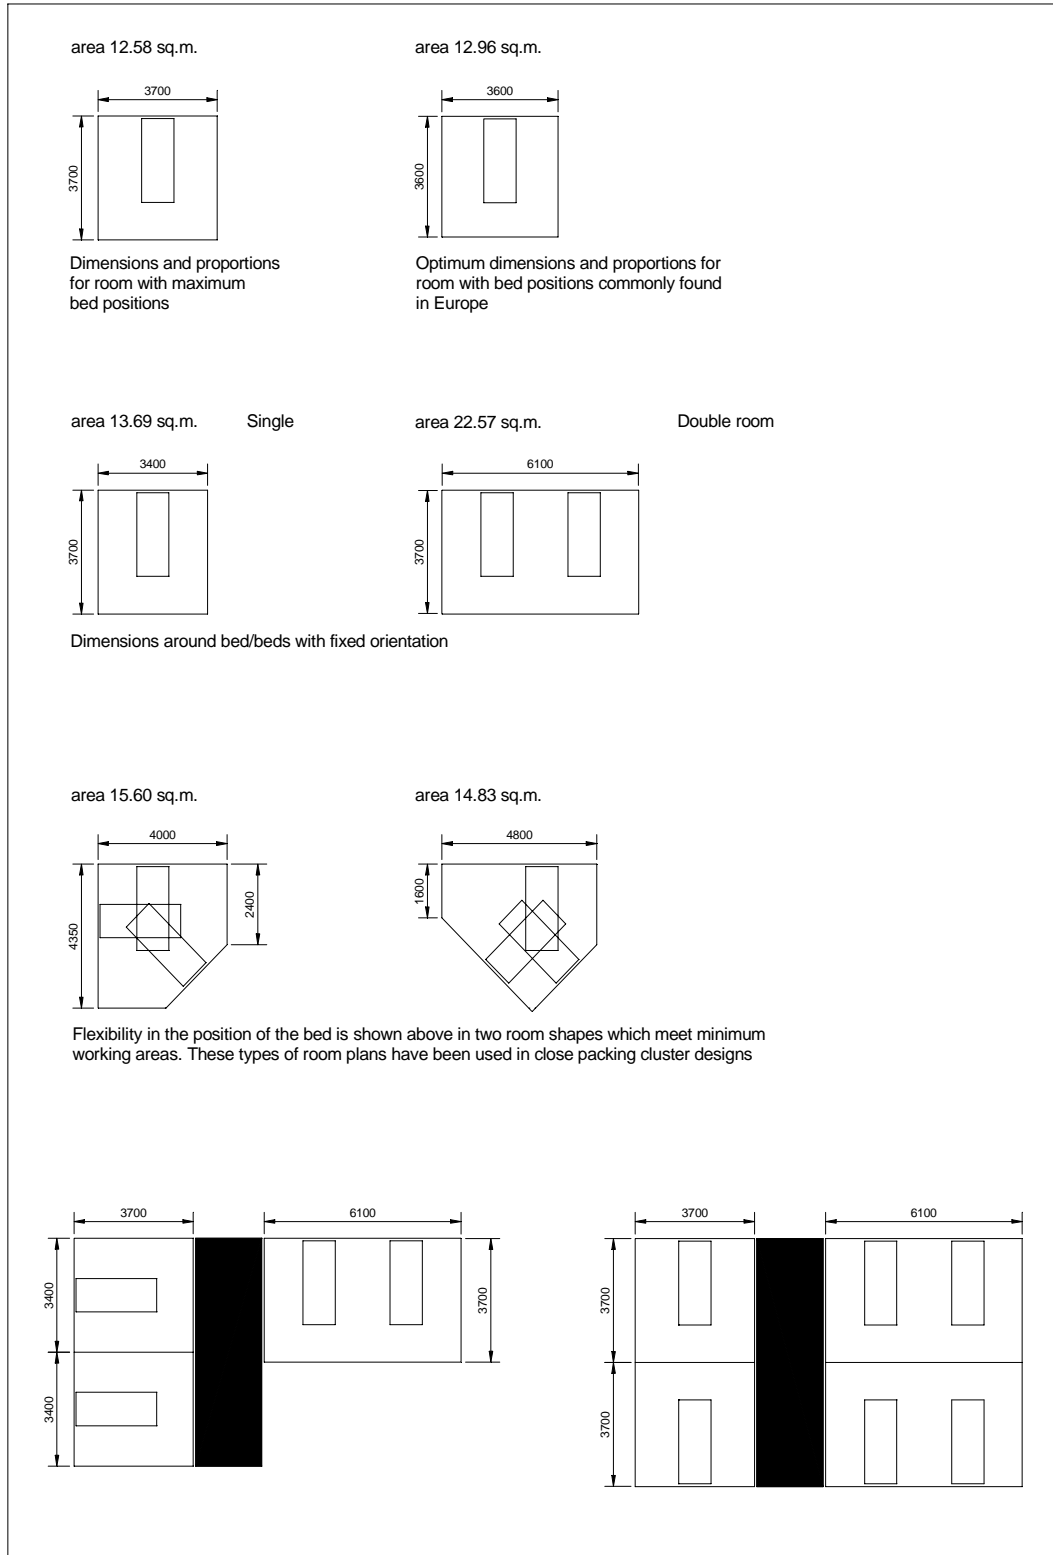 area 12.58 sq.m. area 12.96 sq.m.
3700 3600
3700 3600
Dimensions and proportions
for room with maximum
bed positions
Optimum dimensions and proportions for
room with bed positions commonly found
in Europe
area 13.69 sq.m. Single area 22.57 sq.m. Double room
3400 6100
3700 3700
Dimensions around bed/beds with fixed orientation
area 15.60 sq.m. area 14.83 sq.m.
4000 4800
4350 2400 1600
Flexibility in the position of the bed is shown above in two room shapes which meet minimum
working areas. These types of room plans have been used in close packing cluster designs
3700 6100 3700 6100
3400 3700 3700
3400 3700